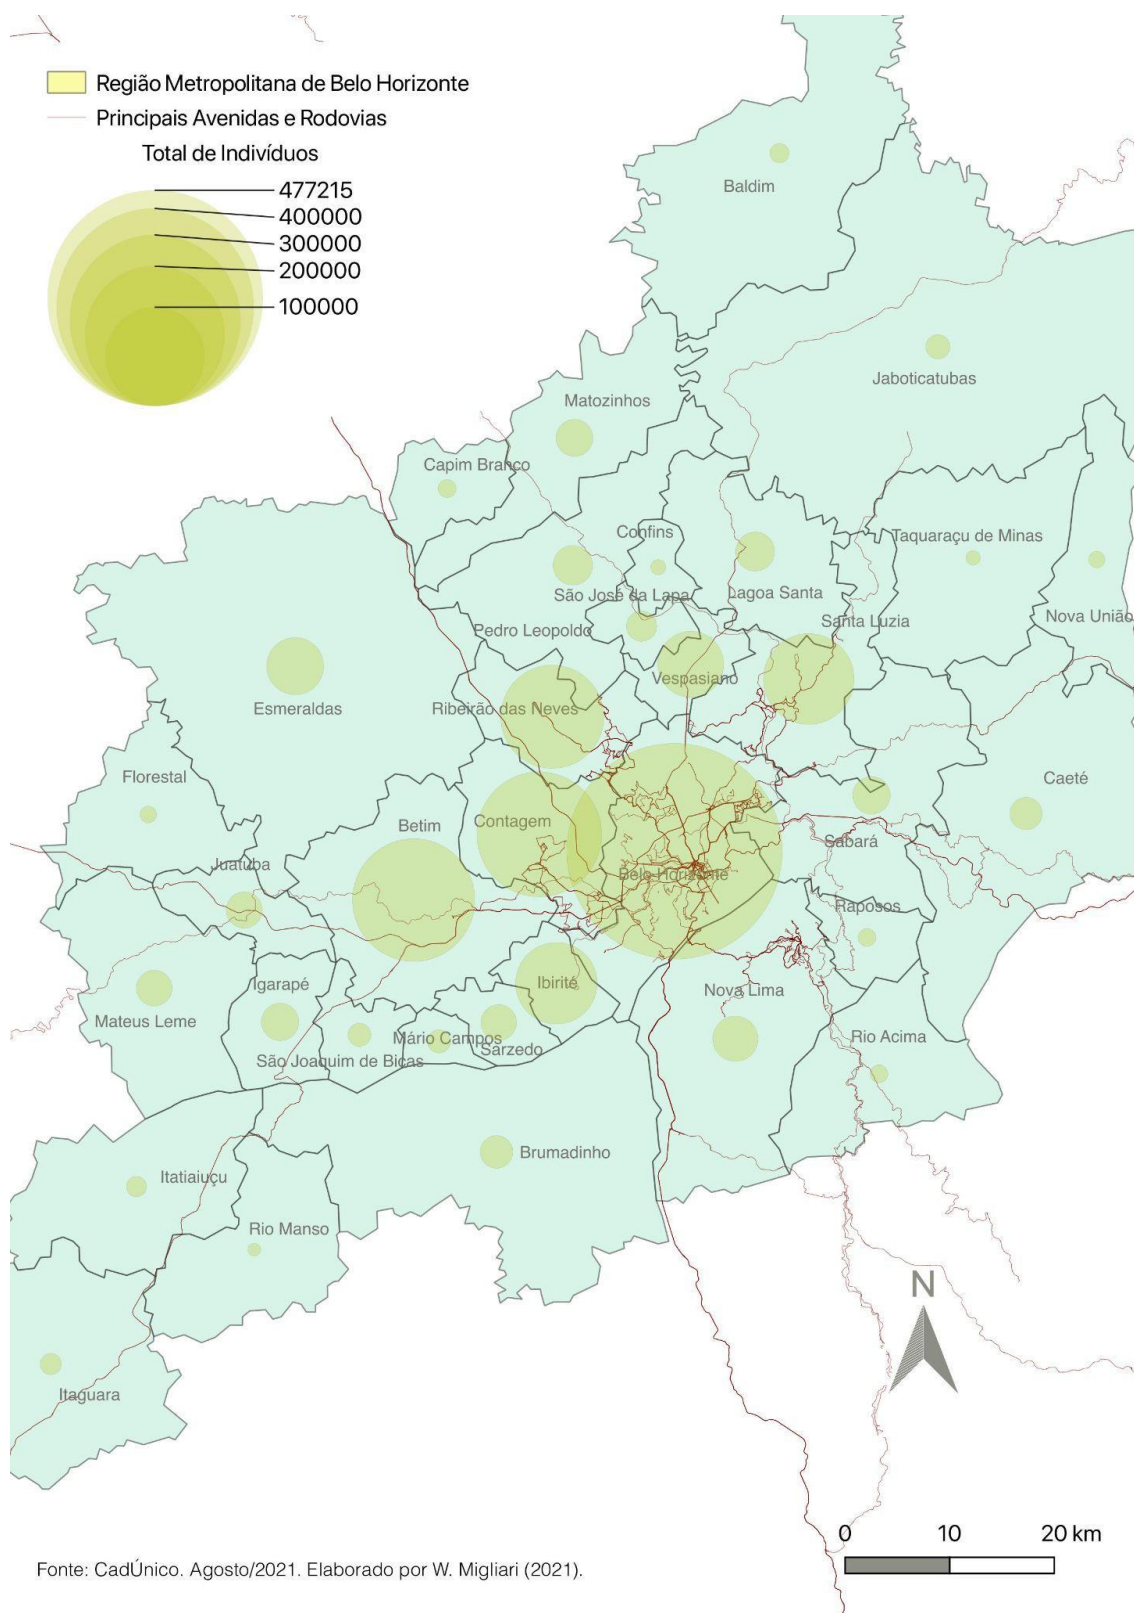 Região Metropolitana de Belo Horizonte
Principais Avenidas e Rodovias
Total de Indivíduos
477215
400000
300000
200000
100000
Baldim
Jaboticatubas
Matozinhos
Capim Branco
Confins
Taquaraçu de Minas
São José da Lapa
Lagoa Santa
Nova União
Santa Luzia
Pedro Leopoldo
Vespasiano
Esmeraldas
Ribeirão das Neves
Florestal
Caeté
Betim
Contagem
Sabará
Juatuba
Belo Horizonte
Raposos
Igarapé
Ibirité
Nova Lima
Mateus Leme
Mário Campos
Rio Acima
Sarzedo
São Joaquim de Bicas
Brumadinho
Itatiaiuçu
Rio Manso
N
Itaguara
0 10 20 km
Fonte: CadÚnico. Agosto/2021. Elaborado por W. Migliari (2021).